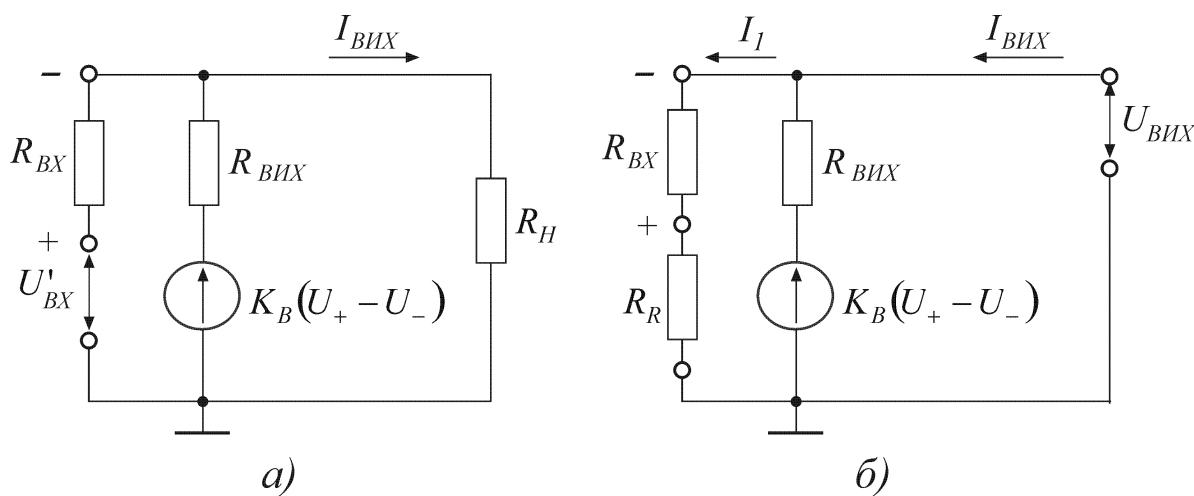 I_ВИХ
I_1
I_ВИХ
–
–
R_ВХ
R_ВИХ
R_ВХ
R_ВИХ
U_ВИХ
R_Н
+
+
U'_ВХ
K_В(U_+ − U_−)
R_R
K_В(U_+ − U_−)
а)
б)